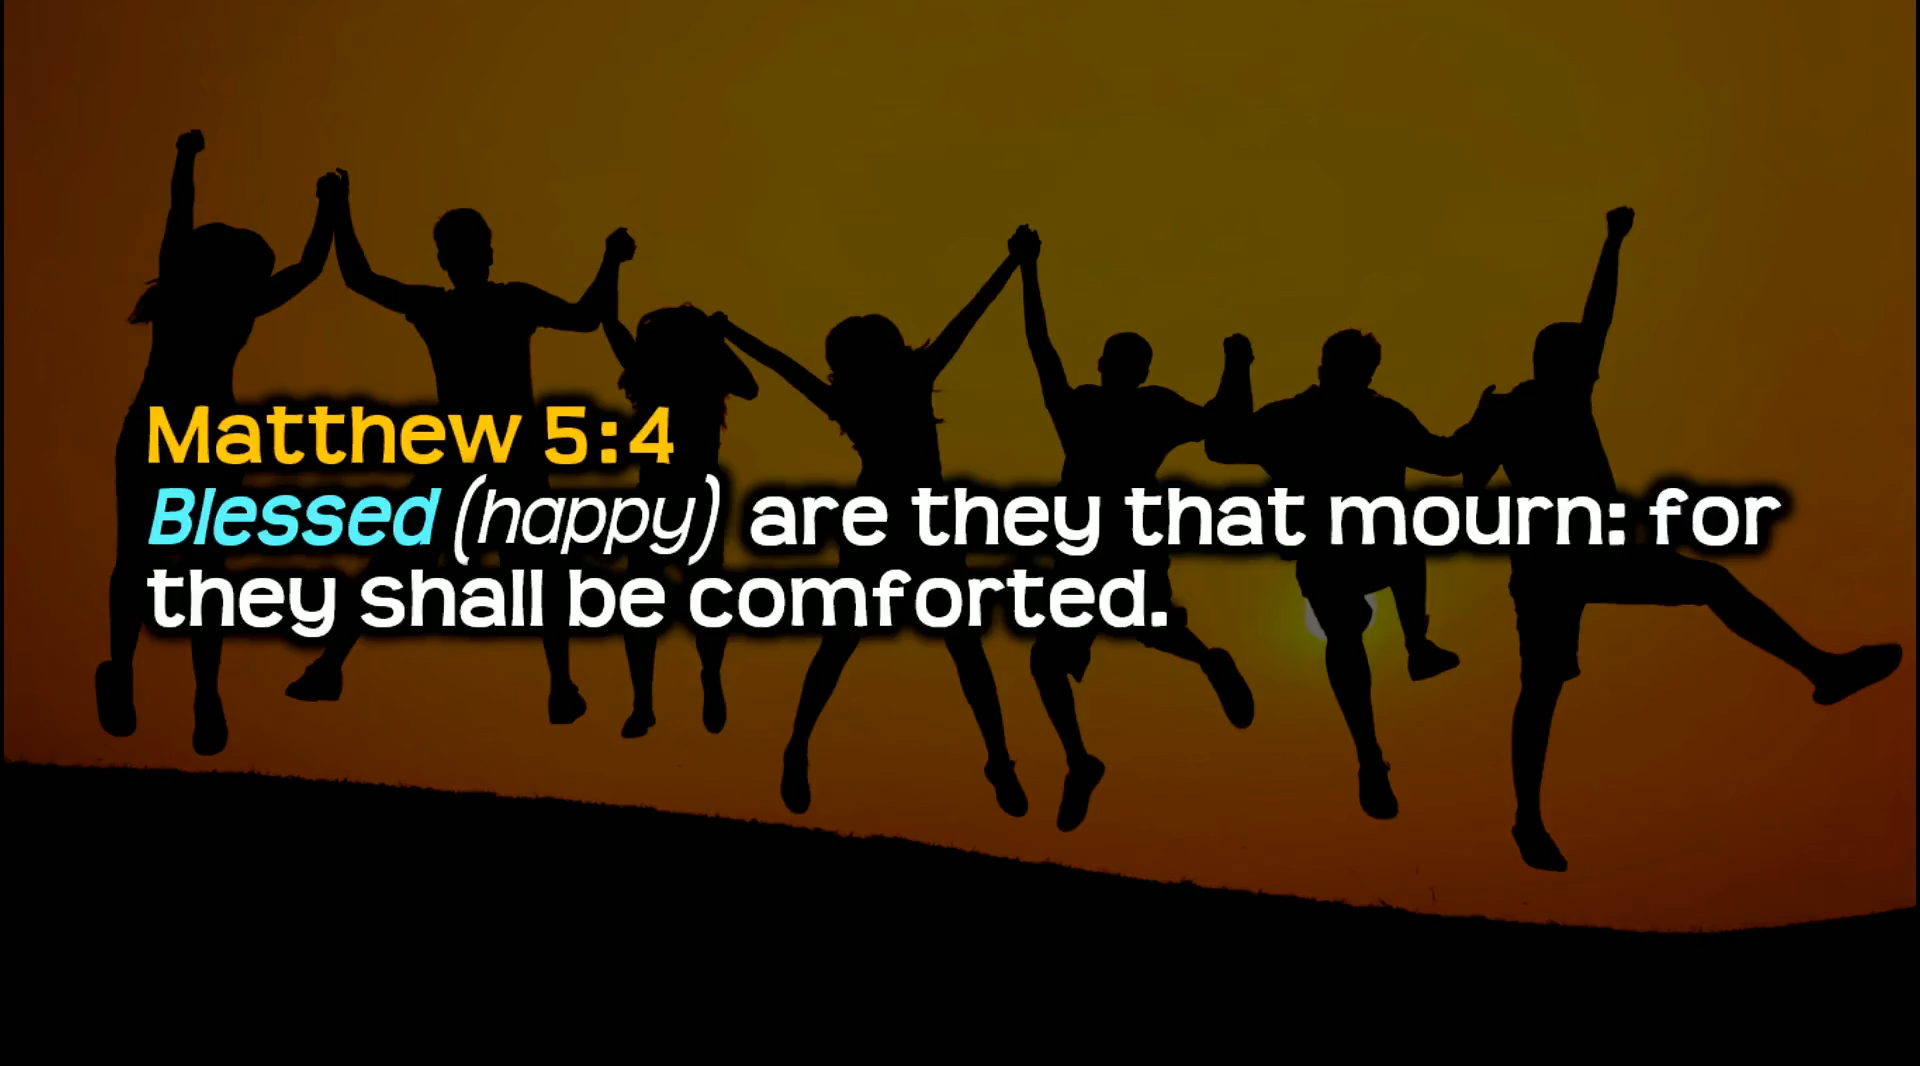 Matthew 5:4
Blessed (happy) are they that mourn: for
they shall be comforted.